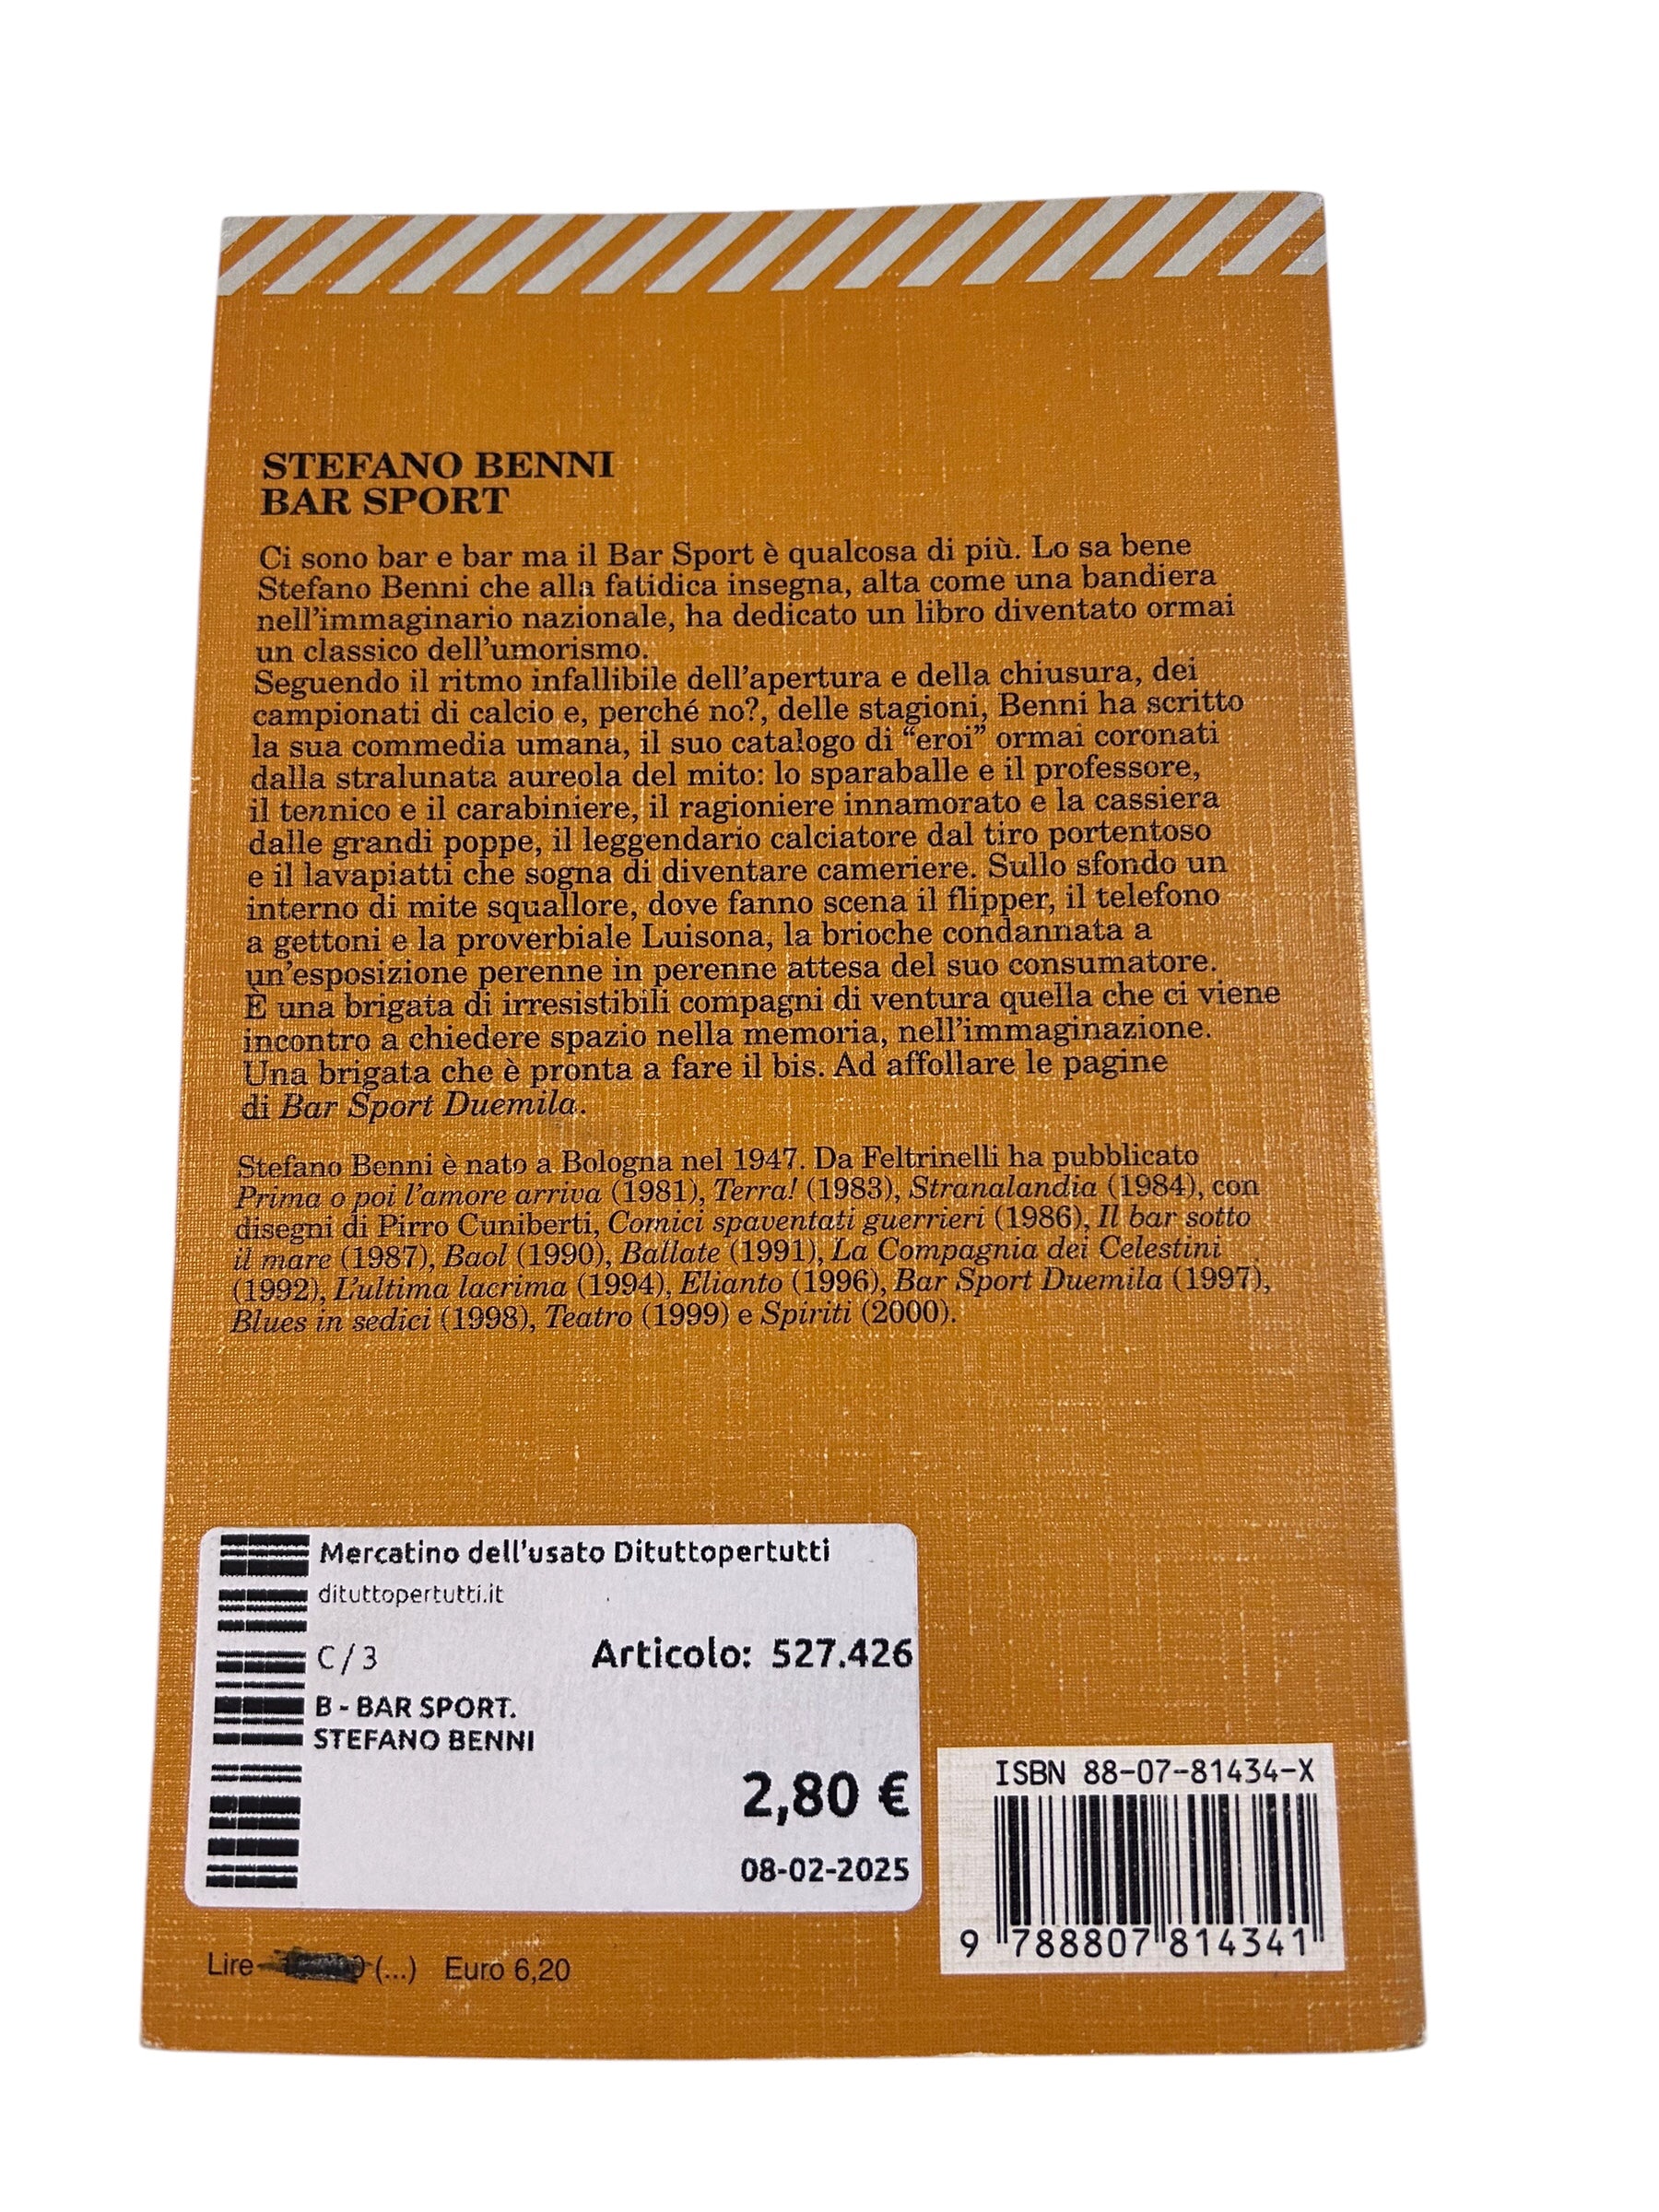 STEFANO BENNI
BAR SPORT
Ci sono bar e bar ma il Bar Sport è qualcosa di più. Lo sa bene
Stefano Benni che alla fatidica insegna, alta come una bandiera
nell'immaginario nazionale, ha dedicato un libro diventato ormai
un classico dell'umorismo.
Seguendo il ritmo infallibile dell'apertura e della chiusura, dei
campionati di calcio e, perché no?, delle stagioni, Benni ha scritto
la sua commedia umana, il suo catalogo di “eroi” ormai coronati
dalla stralunata aureola del mito: lo sparaballe e il professore,
il tennico e il carabiniere, il ragioniere innamorato e la cassiera
dalle grandi poppe, il leggendario calciatore dal tiro portentoso
e il lavapiatti che sogna di diventare cameriere. Sullo sfondo un
interno di mite squallore, dove fanno scena il flipper, il telefono
a gettoni e la proverbiale Luisona, la brioche condannata a
un'esposizione perenne in perenne attesa del suo consumatore.
È una brigata di irresistibili compagni di ventura quella che ci viene
incontro a chiedere spazio nella memoria, nell'immaginazione.
Una brigata che è pronta a fare il bis. Ad affollare le pagine
di Bar Sport Duemila.
Stefano Benni è nato a Bologna nel 1947. Da Feltrinelli ha pubblicato
Prima o poi l'amore arriva (1981), Terra! (1983), Stranalandia (1984), con
disegni di Pirro Cuniberti, Comici spaventati guerrieri (1986), Il bar sotto
il mare (1987), Baol (1990), Ballate (1991), La Compagnia dei Celestini
(1992), L'ultima lacrima (1994), Elianto (1996), Bar Sport Duemila (1997),
Blues in sedici (1998), Teatro (1999) e Spiriti (2000).
Mercatino dell'usato Dituttopertutti
dituttopertutti.it
C/3 Articolo: 527.426
B - BAR SPORT.
STEFANO BENNI
2,80 €
08-02-2025
ISBN 88-07-81434-X
9 788807 814341
Lire (...) Euro 6,20